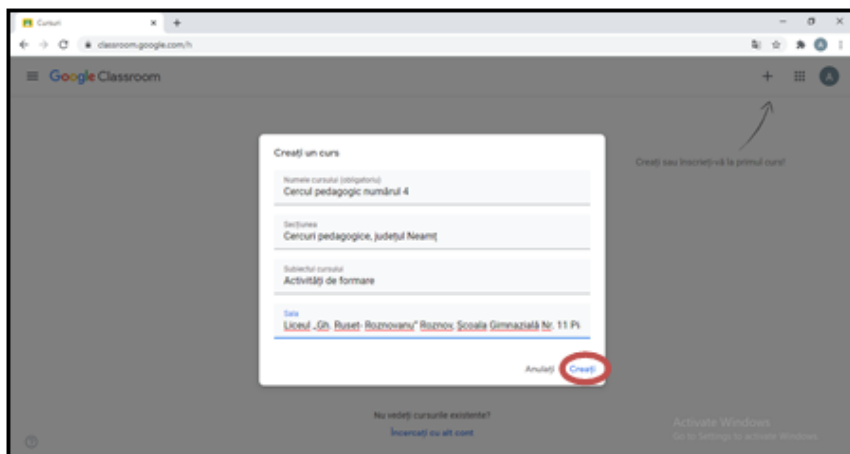 Cursuri
classroom.google.com/h
Google Classroom
A
Creați sau înscrieți-vă la primul curs!
Creați un curs
Numele cursului (obligatoriu)
Cercul pedagogic numărul 4
Secțiunea
Cercuri pedagogice, județul Neamț
Subiectul cursului
Activități de formare
Sala
Liceul „Gh. Ruset- Roznovanu" Roznov, Școala Gimnazială Nr. 11 Pi
Anulați Creați
Nu vedeți cursurile existente?
Încercați cu alt cont
Activate Windows
Go to Settings to activate Windows.